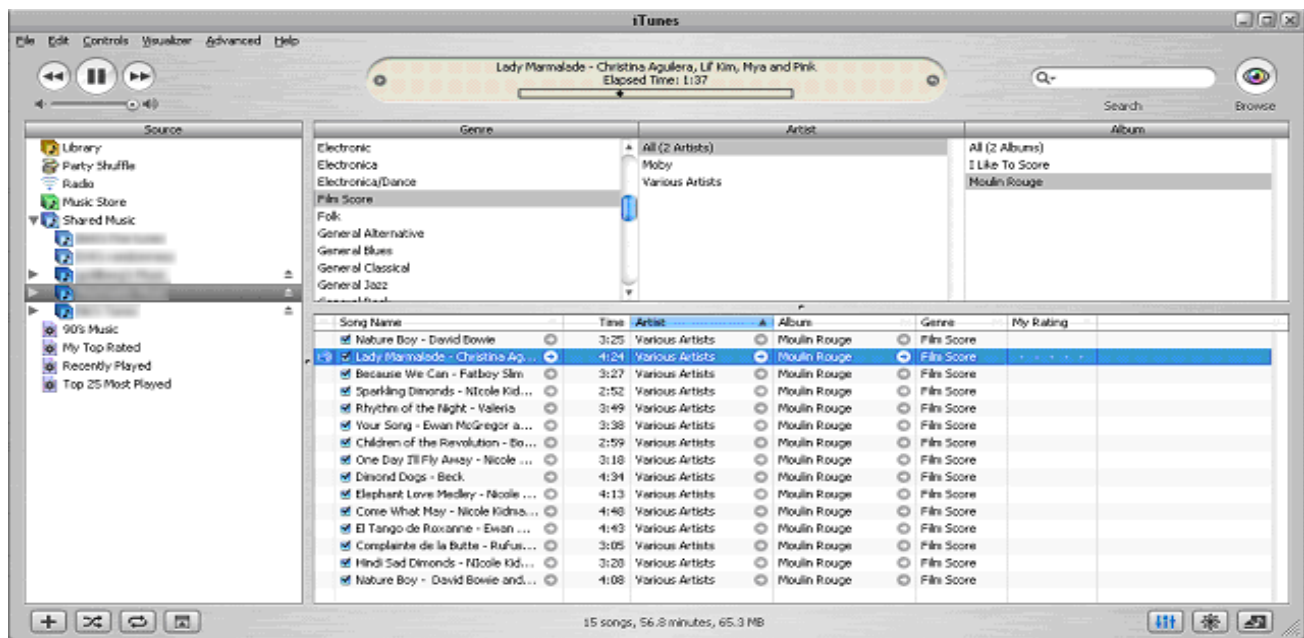 iTunes
File Edit Controls Visualizer Advanced Help
Lady Marmalade - Christina Aguilera, Lil' Kim, Mya and Pink
Elapsed Time: 1:37
Search
Browse
Source
Library
Party Shuffle
Radio
Music Store
Shared Music
90's Music
My Top Rated
Recently Played
Top 25 Most Played
Genre Artist Album
Electronic All (2 Artists) All (2 Albums)
Electronica Moby I Like To Score
Electronica/Dance Various Artists Moulin Rouge
Film Score
Folk
General Alternative
General Blues
General Classical
General Jazz
Song Name Time Artist Album Genre My Rating
Nature Boy - David Bowie 3:25 Various Artists Moulin Rouge Film Score
Lady Marmalade - Christina Ag... 4:24 Various Artists Moulin Rouge Film Score
Because We Can - Fatboy Slim 3:27 Various Artists Moulin Rouge Film Score
Sparkling Dimonds - NIcole Kid... 2:52 Various Artists Moulin Rouge Film Score
Rhythm of the Night - Valeria 3:49 Various Artists Moulin Rouge Film Score
Your Song - Ewan McGregor a... 3:38 Various Artists Moulin Rouge Film Score
Children of the Revolution - Bo... 2:59 Various Artists Moulin Rouge Film Score
One Day I'll Fly Away - Nicole ... 3:18 Various Artists Moulin Rouge Film Score
Dimond Dogs - Beck 4:34 Various Artists Moulin Rouge Film Score
Elephant Love Medley - Nicole ... 4:13 Various Artists Moulin Rouge Film Score
Come What May - Nicole Kidma... 4:48 Various Artists Moulin Rouge Film Score
El Tango de Roxanne - Ewan ... 4:43 Various Artists Moulin Rouge Film Score
Complainte de la Butte - Rufus... 3:05 Various Artists Moulin Rouge Film Score
Hindi Sad Dimonds - NIcole Kid... 3:28 Various Artists Moulin Rouge Film Score
Nature Boy - David Bowie and... 4:08 Various Artists Moulin Rouge Film Score
15 songs, 56.8 minutes, 65.3 MB